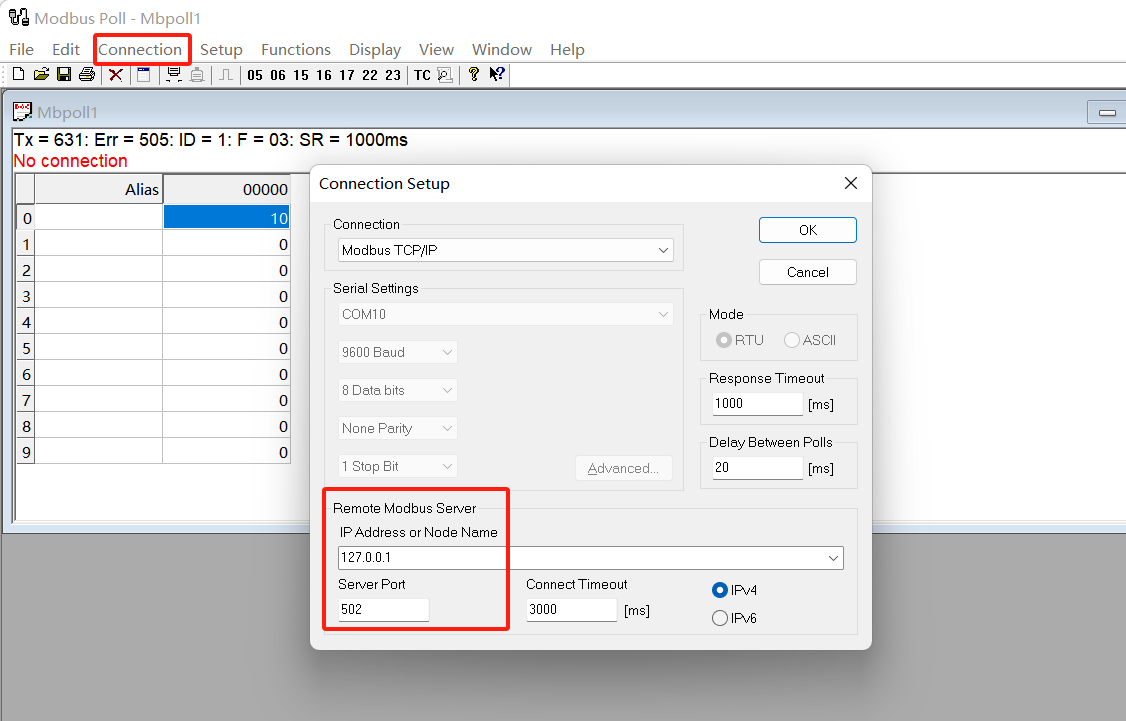 Modbus Poll - Mbpoll1
File Edit Connection Setup Functions Display View Window Help
05 06 15 16 17 22 23 TC
Mbpoll1
Tx = 631: Err = 505: ID = 1: F = 03: SR = 1000ms
No connection
Alias 00000
0 10
1 0
2 0
3 0
4 0
5 0
6 0
7 0
8 0
9 0
Connection Setup
Connection
Modbus TCP/IP
OK
Cancel
Serial Settings
COM10
9600 Baud
8 Data bits
None Parity
1 Stop Bit
Advanced...
Mode
RTU ASCII
Response Timeout
1000 [ms]
Delay Between Polls
20 [ms]
Remote Modbus Server
IP Address or Node Name
127.0.0.1
Server Port
502
Connect Timeout
3000 [ms]
IPv4
IPv6